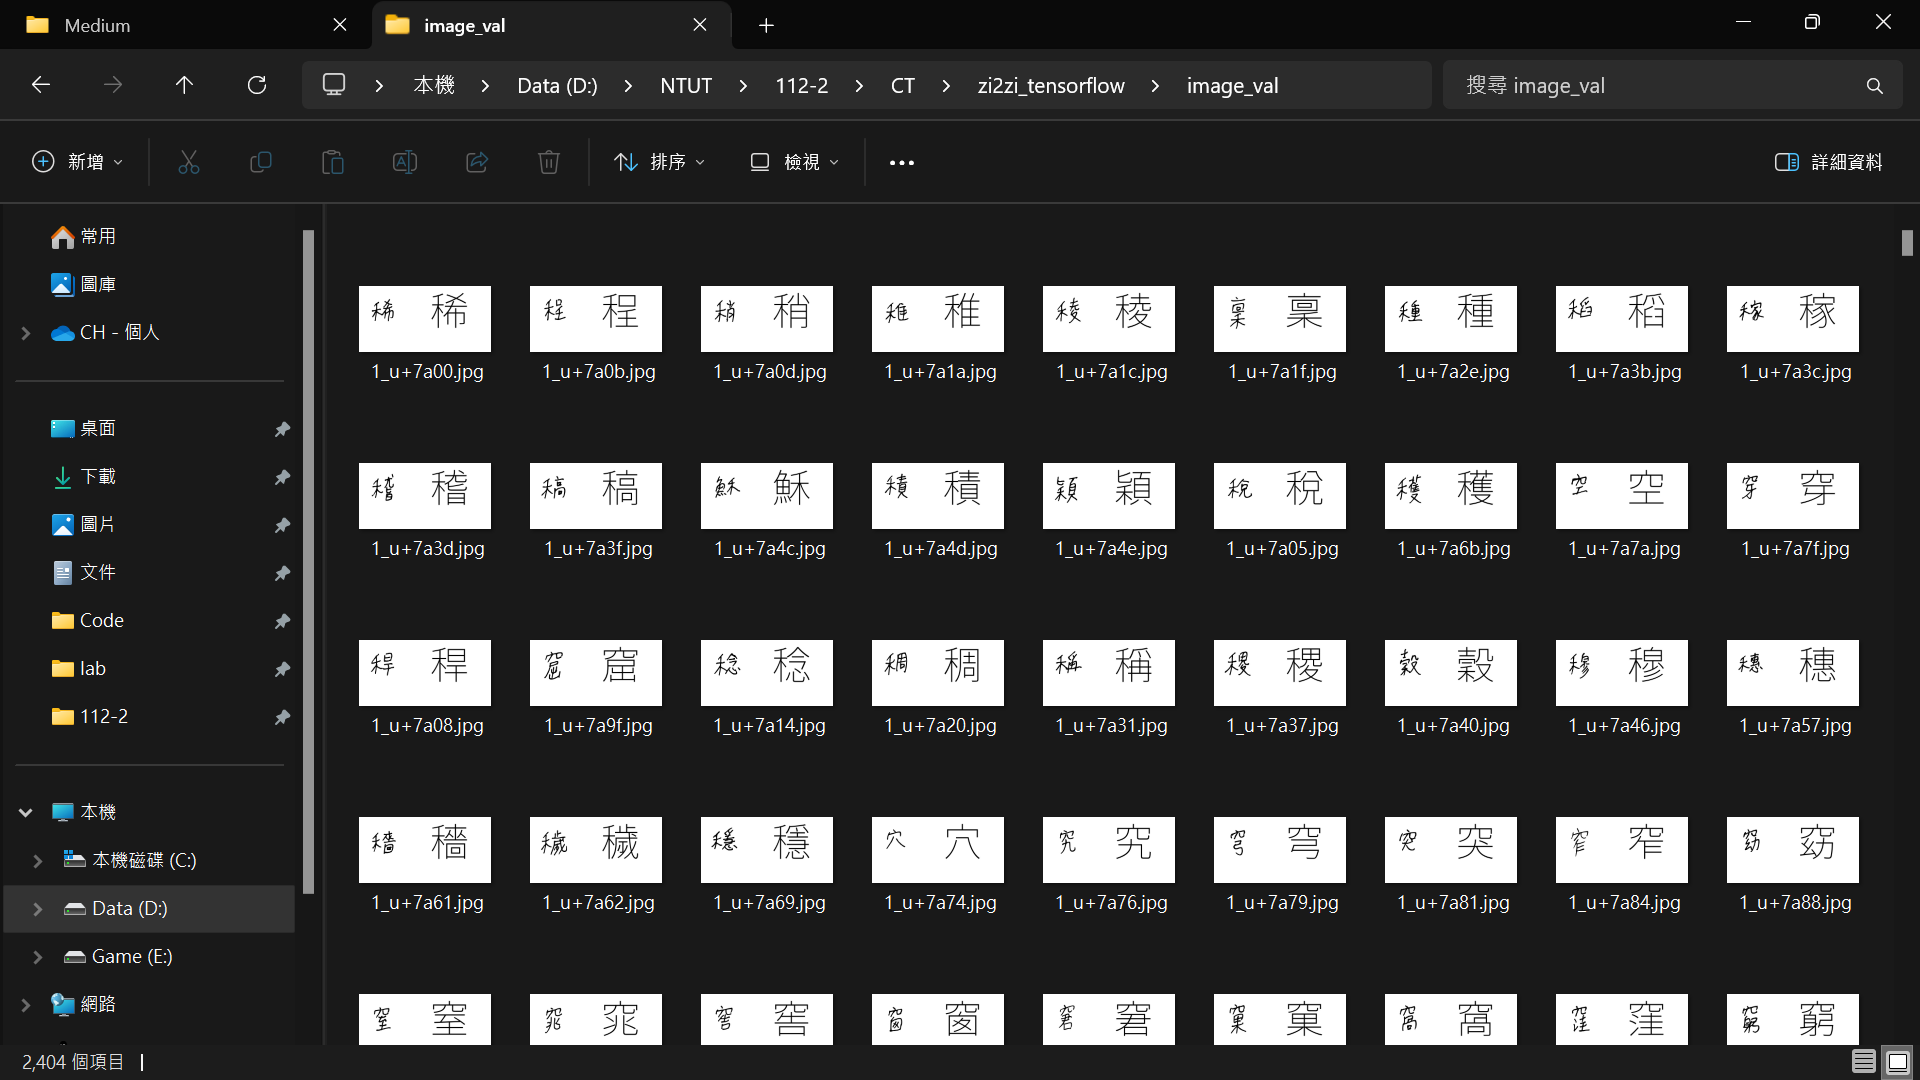 Medium
image_val
本機 Data (D:) NTUT 112-2 CT zi2zi_tensorflow image_val
搜尋 image_val
新增 排序 檢視 詳細資料
常用
圖庫
CH - 個人
桌面
下載
圖片
文件
Code
lab
112-2
本機
本機磁碟 (C:)
Data (D:)
Game (E:)
網路
稀 稀 程 程 稍 稍 稚 稚 稜 稜 稟 稟 種 種 稻 稻 稼 稼
1_u+7a00.jpg 1_u+7a0b.jpg 1_u+7a0d.jpg 1_u+7a1a.jpg 1_u+7a1c.jpg 1_u+7a1f.jpg 1_u+7a2e.jpg 1_u+7a3b.jpg 1_u+7a3c.jpg
稽 稽 稿 稿 穌 穌 積 積 穎 穎 稅 稅 穫 穫 空 空 穿 穿
1_u+7a3d.jpg 1_u+7a3f.jpg 1_u+7a4c.jpg 1_u+7a4d.jpg 1_u+7a4e.jpg 1_u+7a05.jpg 1_u+7a6b.jpg 1_u+7a7a.jpg 1_u+7a7f.jpg
稈 稈 窟 窟 稔 稔 稠 稠 稱 稱 稷 稷 穀 穀 穆 穆 穗 穗
1_u+7a08.jpg 1_u+7a9f.jpg 1_u+7a14.jpg 1_u+7a20.jpg 1_u+7a31.jpg 1_u+7a37.jpg 1_u+7a40.jpg 1_u+7a46.jpg 1_u+7a57.jpg
穡 穡 穢 穢 穩 穩 穴 穴 究 究 穹 穹 突 突 窄 窄 窈 窈
1_u+7a61.jpg 1_u+7a62.jpg 1_u+7a69.jpg 1_u+7a74.jpg 1_u+7a76.jpg 1_u+7a79.jpg 1_u+7a81.jpg 1_u+7a84.jpg 1_u+7a88.jpg
窒 窒 窕 窕 窖 窖 窗 窗 窘 窘 窠 窠 窩 窩 窪 窪 窮 窮
2,404 個項目